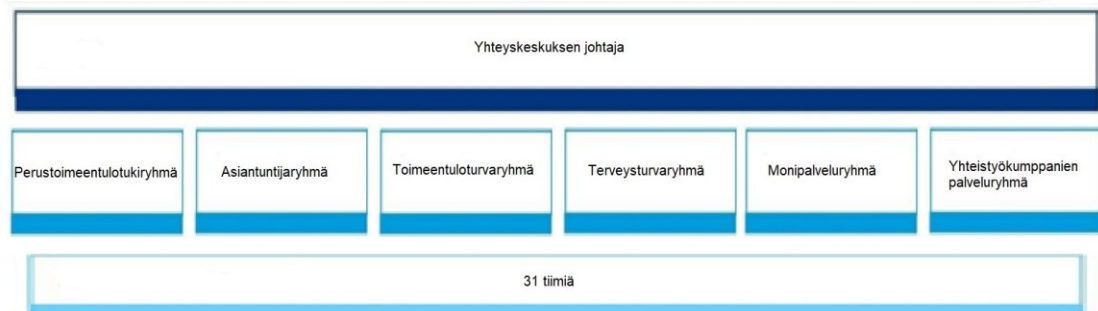 Yhteyskeskuksen johtaja
Perustoimeentulotukiryhmä
Asiantuntijaryhmä
Toimeentuloturvaryhmä
Terveysturvaryhmä
Monipalveluryhmä
Yhteistyökumppanien
palveluryhmä
31 tiimiä